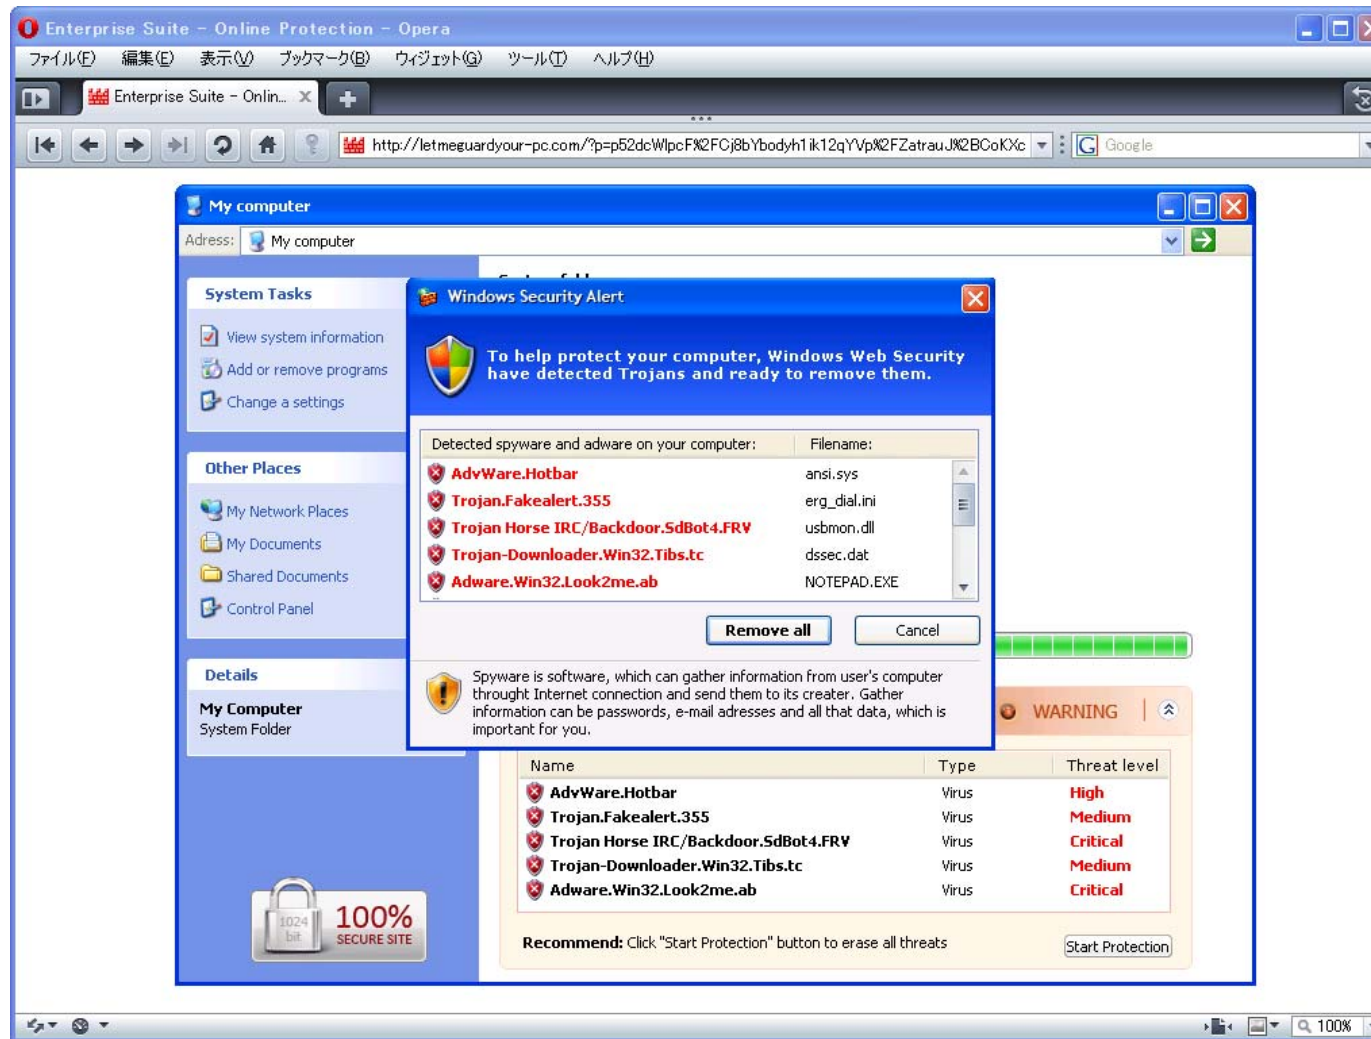 Enterprise Suite - Online Protection - Opera
ファイル(F) 編集(E) 表示(V) ブックマーク(B) ウィジェット(G) ツール(T) ヘルプ(H)
Enterprise Suite - Onlin...
http://letmeguardyour-pc.com/?p=p52dcWlpcF%2FCj8bYbodyh1ik12qYVp%2FZatrauJ%2BCoKXc
Google
My computer
Adress: My computer
System Tasks
View system information
Add or remove programs
Change a settings
Other Places
My Network Places
My Documents
Shared Documents
Control Panel
Details
My Computer
System Folder
1024 bit
100%
SECURE SITE
Windows Security Alert
To help protect your computer, Windows Web Security
have detected Trojans and ready to remove them.
Detected spyware and adware on your computer: Filename:
AdvWare.Hotbar ansi.sys
Trojan.Fakealert.355 erg_dial.ini
Trojan Horse IRC/Backdoor.SdBot4.FRV usbmon.dll
Trojan-Downloader.Win32.Tibs.tc dssec.dat
Adware.Win32.Look2me.ab NOTEPAD.EXE
Remove all Cancel
Spyware is software, which can gather information from user's computer
throught Internet connection and send them to its creater. Gather
information can be passwords, e-mail adresses and all that data, which is
important for you.
WARNING
Name Type Threat level
AdvWare.Hotbar Virus High
Trojan.Fakealert.355 Virus Medium
Trojan Horse IRC/Backdoor.SdBot4.FRV Virus Critical
Trojan-Downloader.Win32.Tibs.tc Virus Medium
Adware.Win32.Look2me.ab Virus Critical
Recommend: Click "Start Protection" button to erase all threats
Start Protection
100%